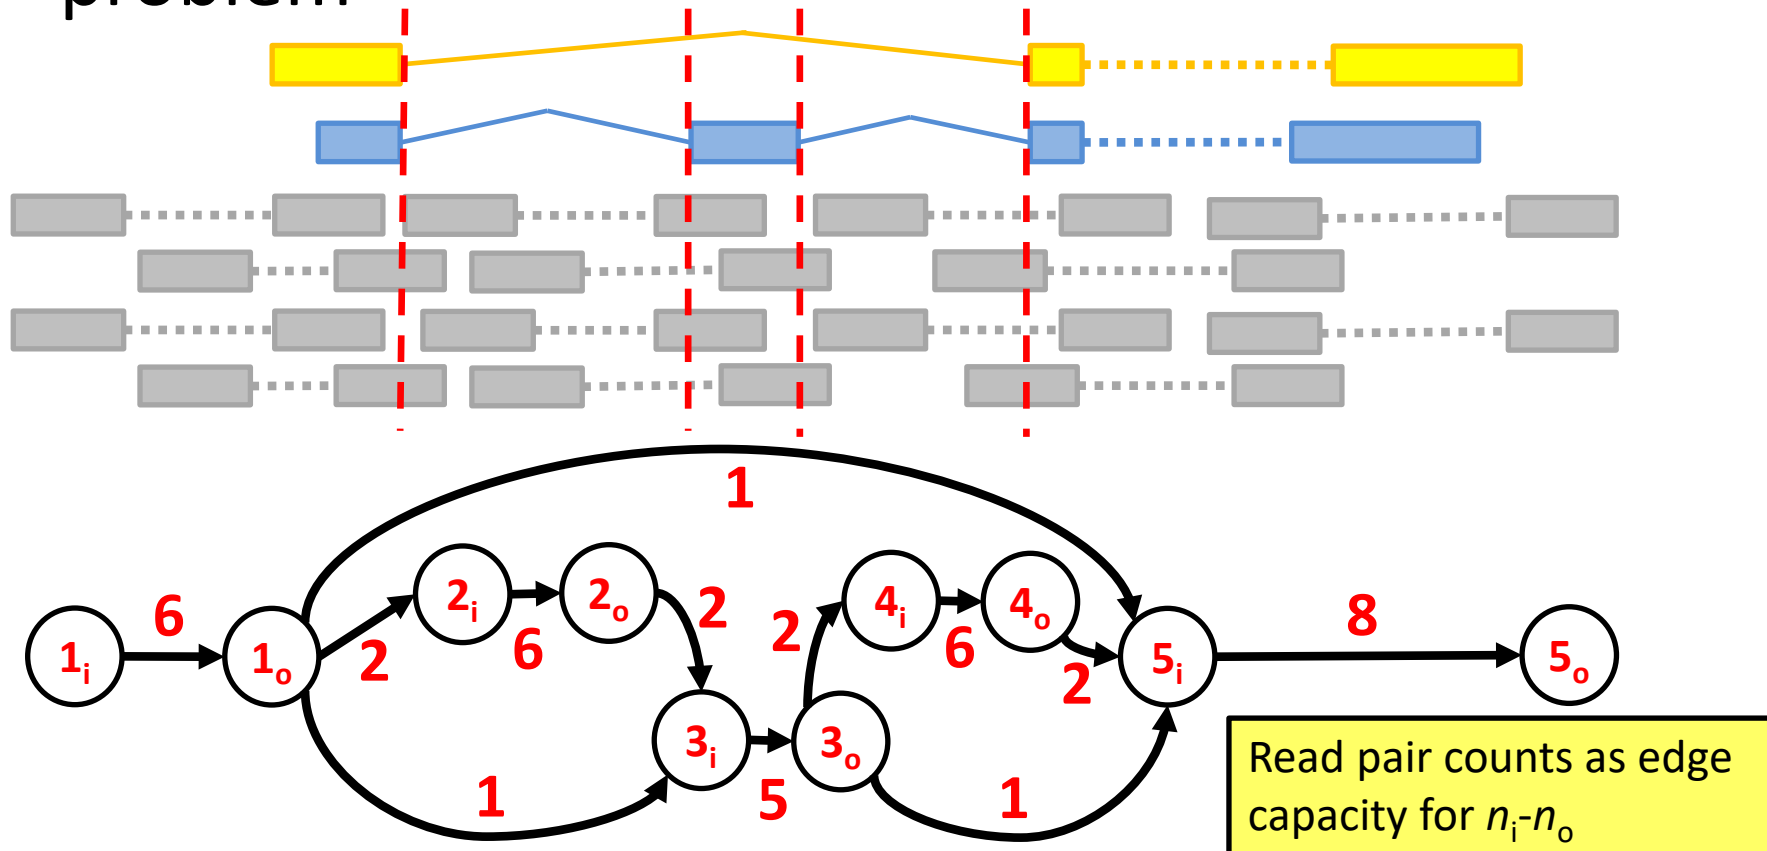 problem
1
6
2
2i
6
2o
2
2
4i
6
4o
2
8
1i
1o
5i
5o
3i
5
3o
1
1
Read pair counts as edge
capacity for ni-no